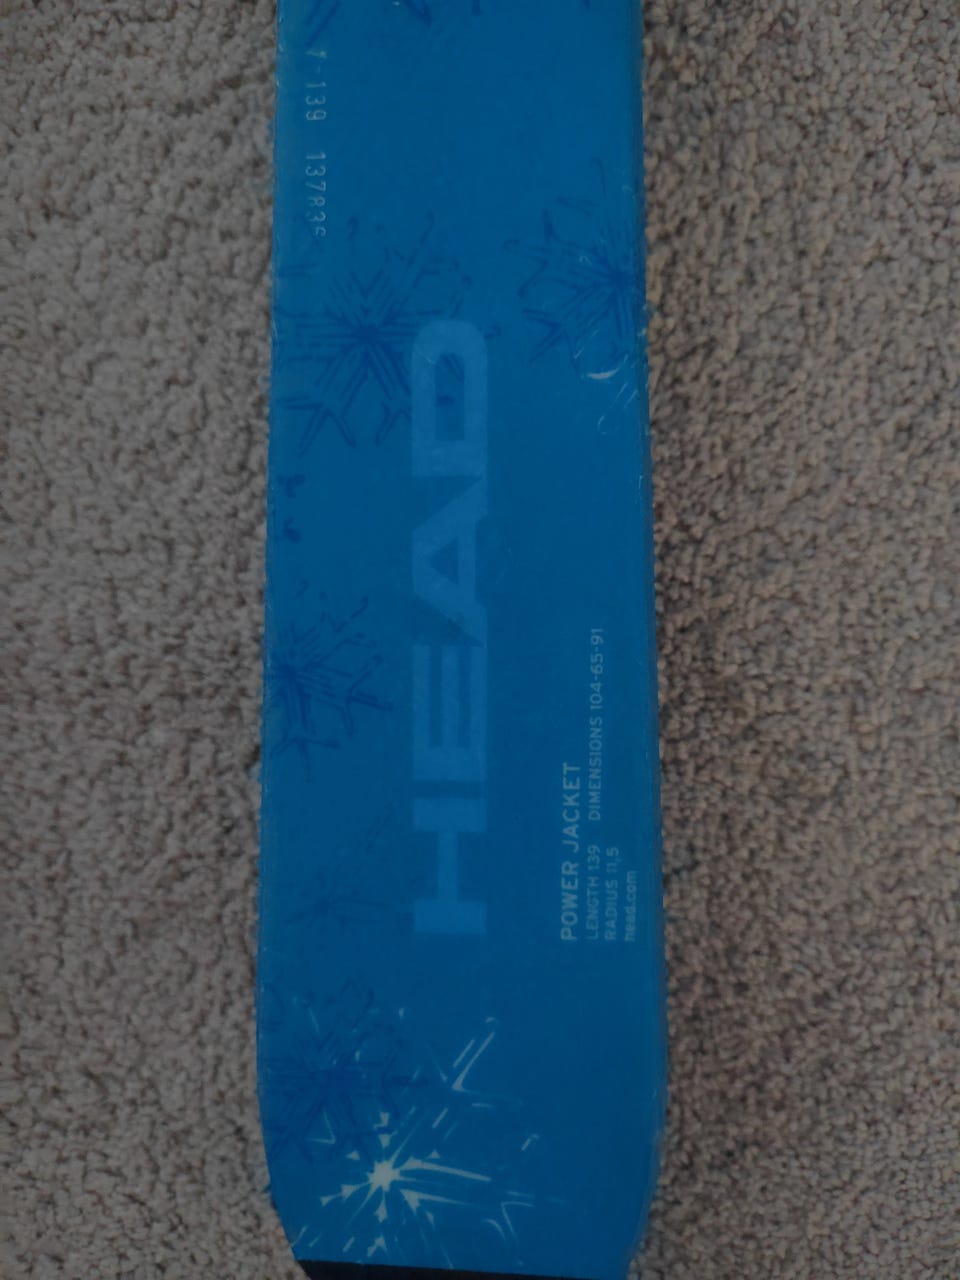 HEAD
POWER JACKET
LENGTH 139 DIMENSIONS 104-65-91
RADIUS 11,5
head.com
-139 13783